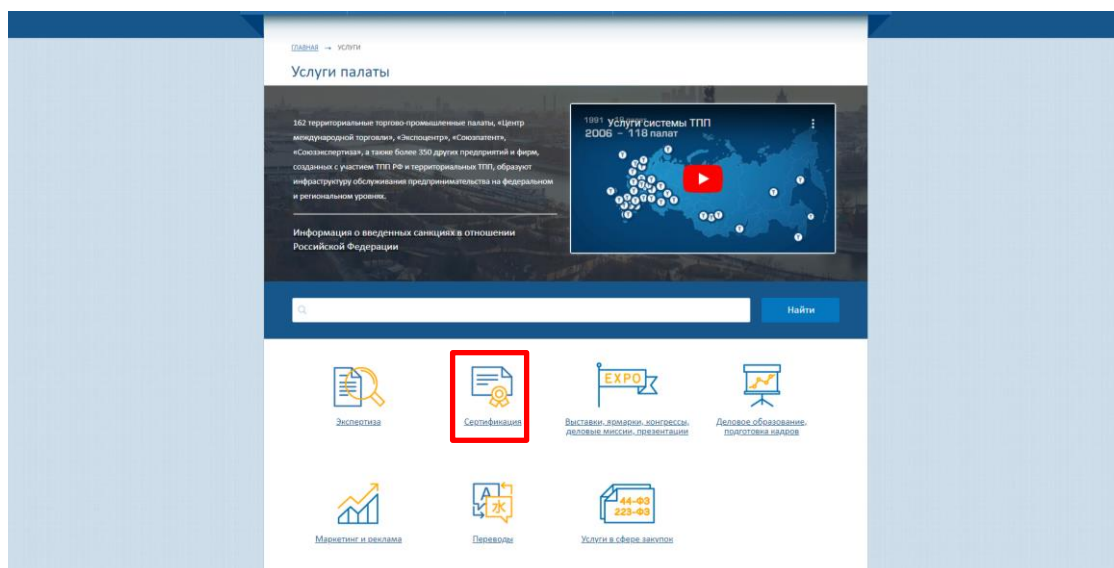 ГЛАВНАЯ → УСЛУГИ
Услуги палаты
162 территориальные торгово-промышленные палаты, «Центр
международной торговли», «Экспоцентр», «Союзпатент»,
«Союзэкспертиза», а также более 350 других предприятий и фирм,
созданных с участием ТПП РФ и территориальных ТПП, образуют
инфраструктуру обслуживания предпринимательства на федеральном
и региональном уровнях.
Информация о введенных санкциях в отношении
Российской Федерации
1991
Услуги системы ТПП
2006 – 118 палат
Найти
Экспертиза
Сертификация
EXPO
Выставки, ярмарки, конгрессы,
деловые миссии, презентации
Деловое образование,
подготовка кадров
Маркетинг и реклама
A
水
Переводы
44-ФЗ
223-ФЗ
Услуги в сфере закупок